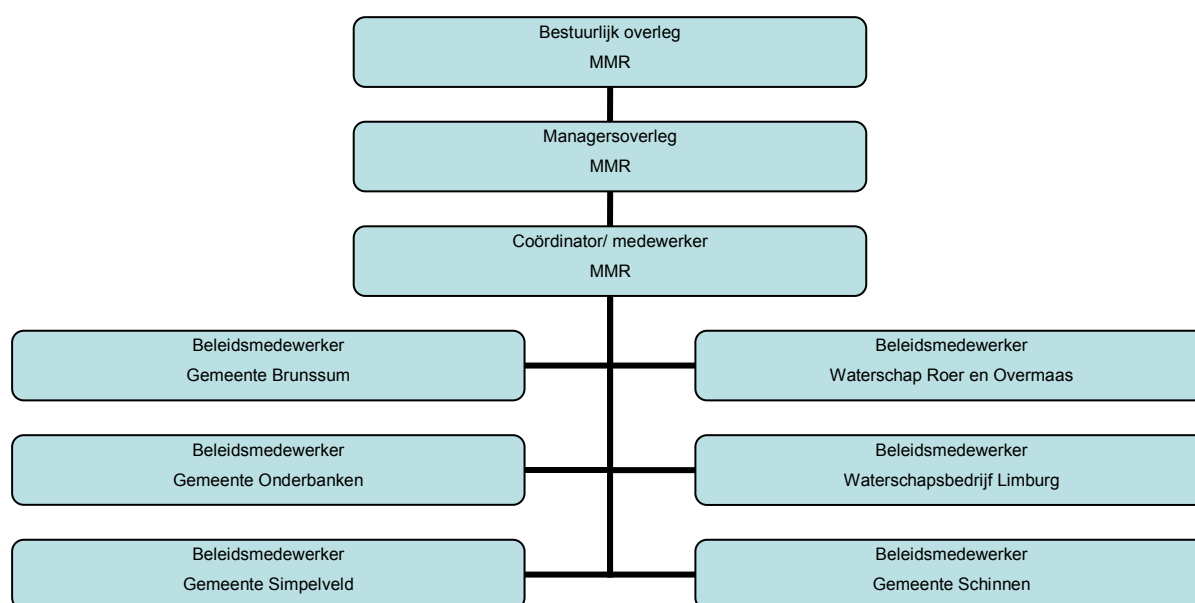 Bestuurlijk overleg
MMR
Managersoverleg
MMR
Coördinator/ medewerker
MMR
Beleidsmedewerker
Gemeente Brunssum
Beleidsmedewerker
Waterschap Roer en Overmaas
Beleidsmedewerker
Gemeente Onderbanken
Beleidsmedewerker
Waterschapsbedrijf Limburg
Beleidsmedewerker
Gemeente Simpelveld
Beleidsmedewerker
Gemeente Schinnen